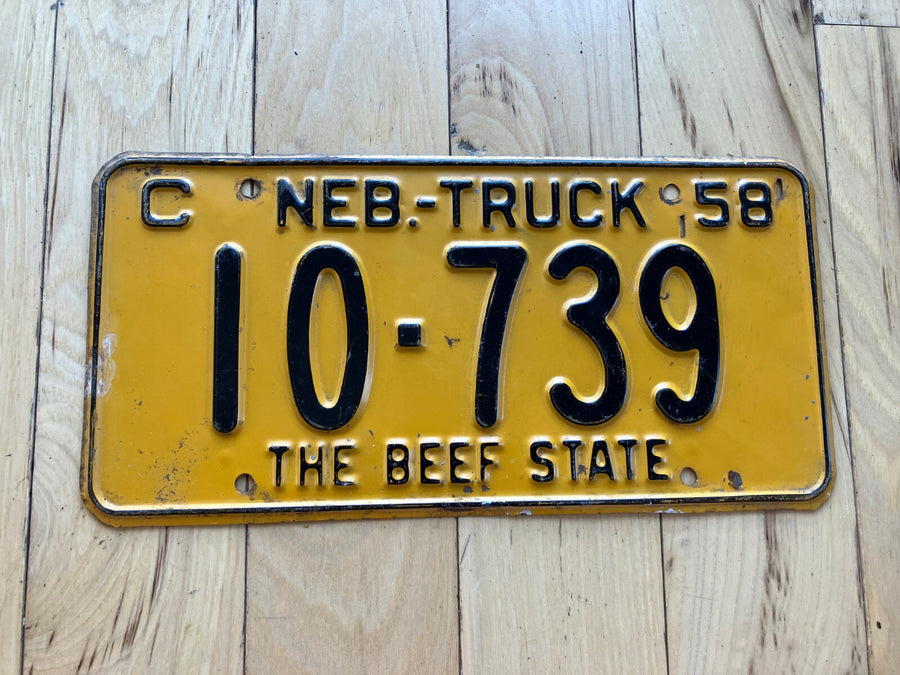 C NEB.-TRUCK 58
10-739
THE BEEF STATE